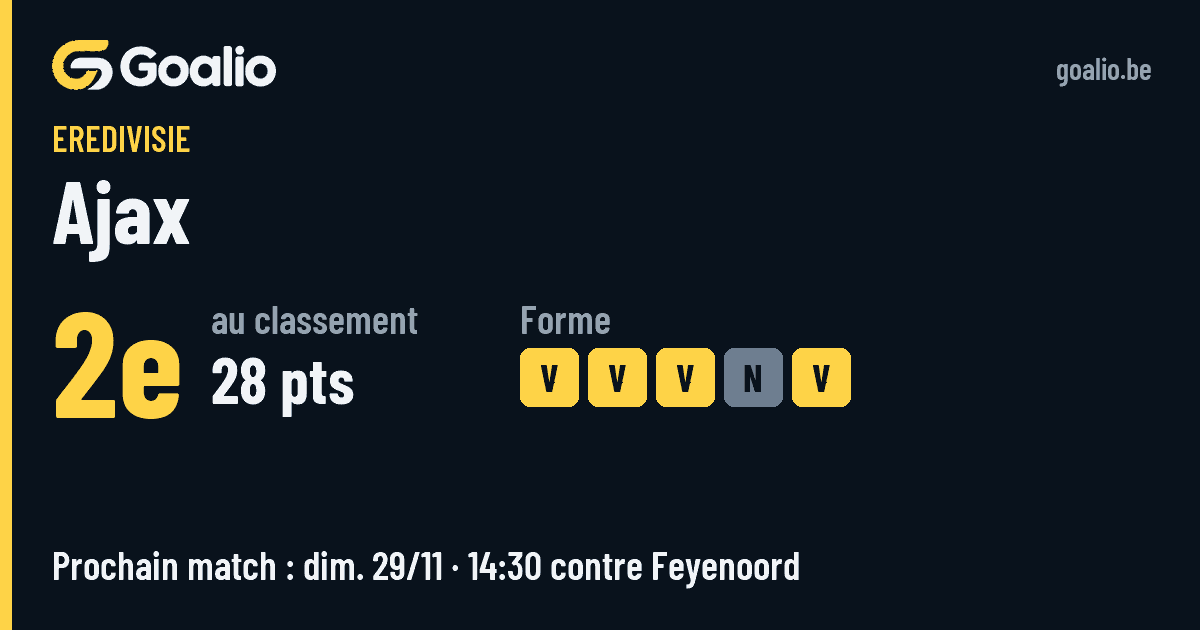 Goalio
goalio.be
EREDIVISIE
Ajax
2e
au classement
28 pts
Forme
V V V N V
Prochain match : dim. 29/11 · 14:30 contre Feyenoord